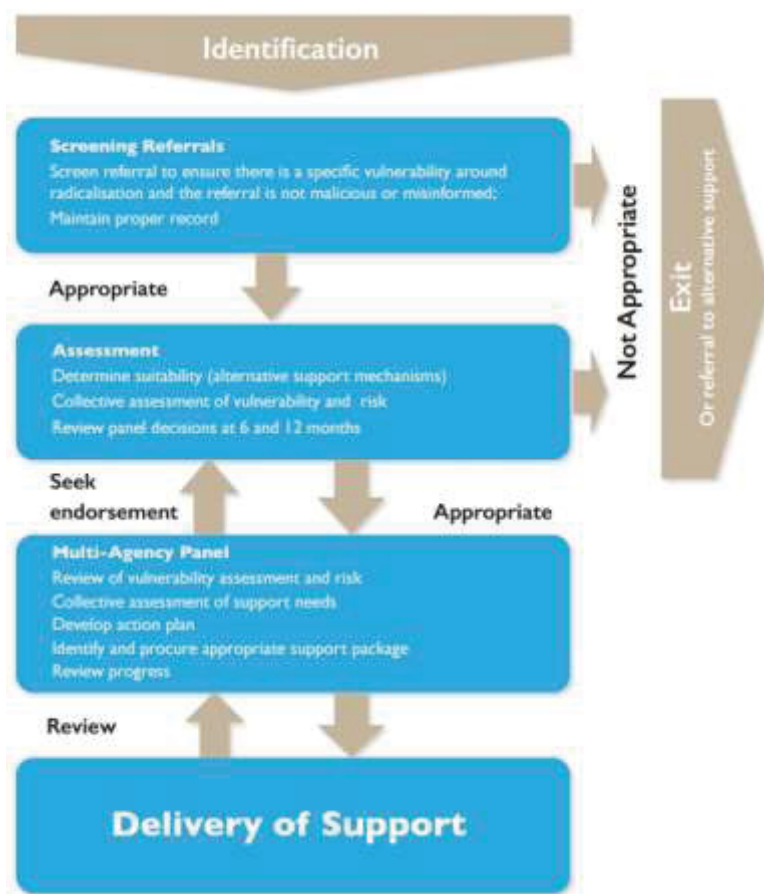 Identification
Screening Referrals
Screen referral to ensure there is a specific vulnerability around
radicalisation and the referral is not malicious or misinformed;
Maintain proper record
Appropriate
Not Appropriate
Exit
Or referral to alternative support
Assessment
Determine suitability (alternative support mechanisms)
Collective assessment of vulnerability and risk
Review panel decisions at 6 and 12 months
Seek
endorsement
Appropriate
Multi-Agency Panel
Review of vulnerability assessment and risk
Collective assessment of support needs
Develop action plan
Identify and procure appropriate support package
Review progress
Review
Delivery of Support